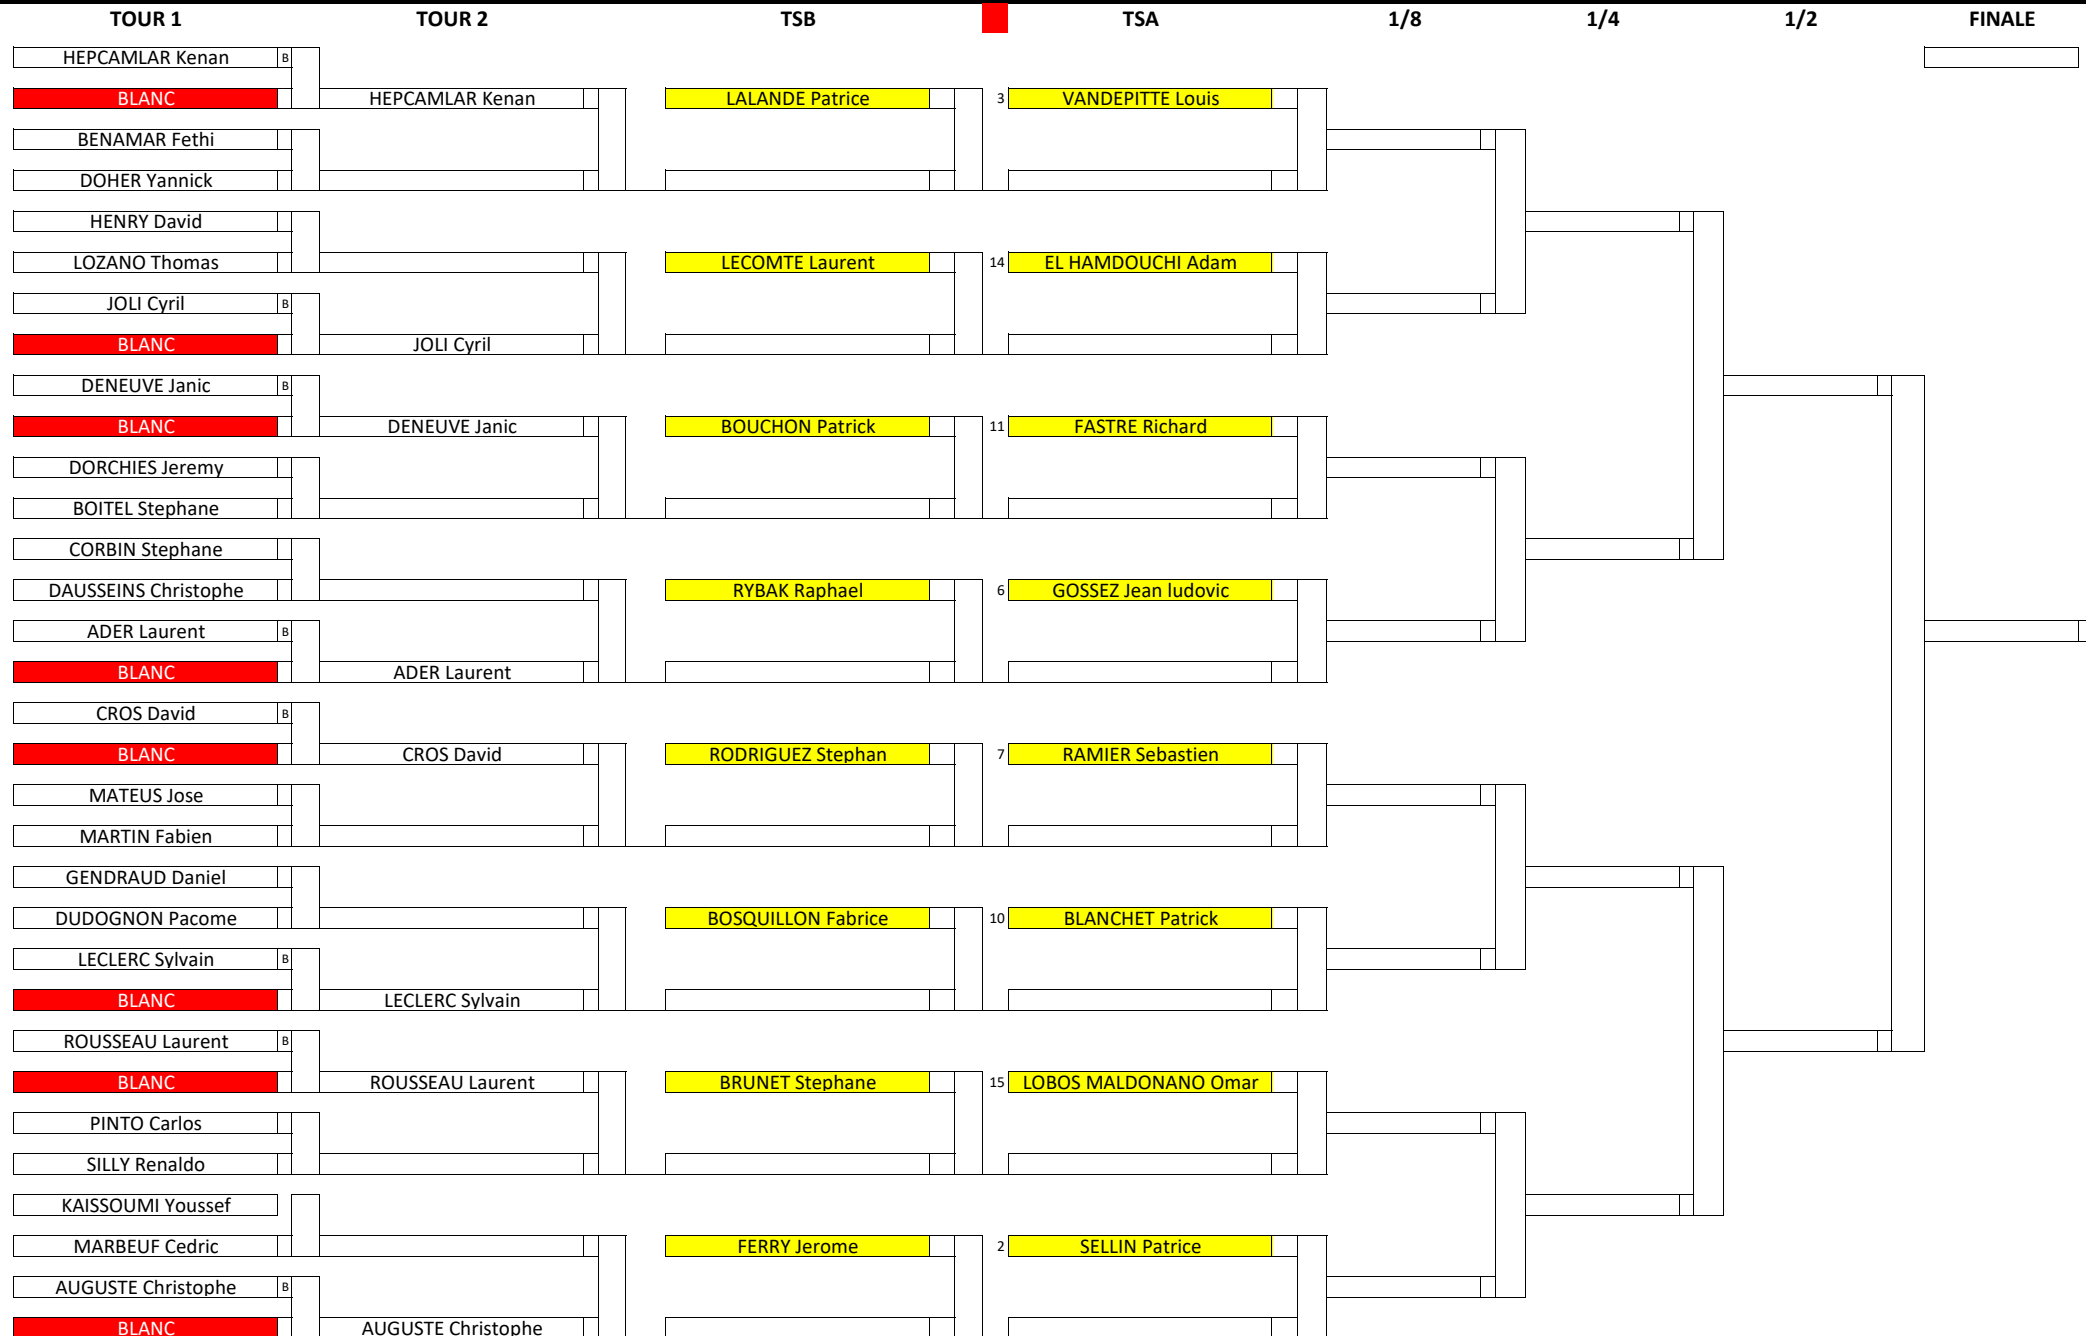 TOUR 1 TOUR 2 TSB TSA 1/8 1/4 1/2 FINALE
HEPCAMLAR Kenan B
BLANC HEPCAMLAR Kenan LALANDE Patrice 3 VANDEPITTE Louis
BENAMAR Fethi
DOHER Yannick
HENRY David
LOZANO Thomas LECOMTE Laurent 14 EL HAMDOUCHI Adam
JOLI Cyril B
BLANC JOLI Cyril
DENEUVE Janic B
BLANC DENEUVE Janic BOUCHON Patrick 11 FASTRE Richard
DORCHIES Jeremy
BOITEL Stephane
CORBIN Stephane
DAUSSEINS Christophe RYBAK Raphael 6 GOSSEZ Jean ludovic
ADER Laurent B
BLANC ADER Laurent
CROS David B
BLANC CROS David RODRIGUEZ Stephan 7 RAMIER Sebastien
MATEUS Jose
MARTIN Fabien
GENDRAUD Daniel
DUDOGNON Pacome BOSQUILLON Fabrice 10 BLANCHET Patrick
LECLERC Sylvain B
BLANC LECLERC Sylvain
ROUSSEAU Laurent B
BLANC ROUSSEAU Laurent BRUNET Stephane 15 LOBOS MALDONANO Omar
PINTO Carlos
SILLY Renaldo
KAISSOUMI Youssef
MARBEUF Cedric FERRY Jerome 2 SELLIN Patrice
AUGUSTE Christophe B
BLANC AUGUSTE Christophe